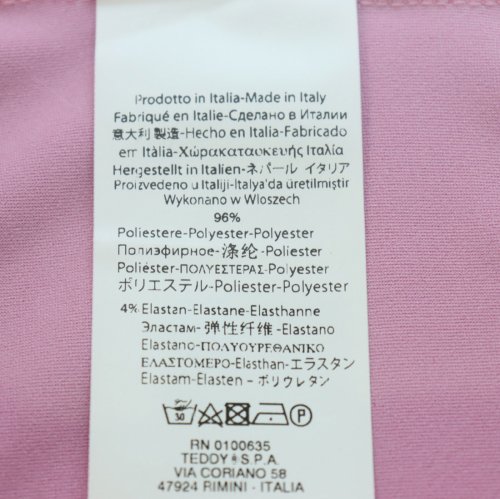 Prodotto in Italia-Made in Italy
Fabriqué en Italie-Сделано в Италии
意大利製造-Hecho en Italia-Fabricado
em Itàlia-Χώρακατασκευής Ιταλία
Hergestellt in Italien-ネパール イタリア
Proizvedeno u Italiji-Italya'da üretilmiştir
Wykonano w Wloszech
96%
Poliestere-Polyester-Polyester
Полиэфирное-涤纶-Poliester
Poliéster-ΠΟΛΥΕΣΤΕΡΑΣ-Polyester
ポリエステル-Poliester-Polyester
4% Elastan-Elastane-Elasthanne
Эластам-弹性纤维-Elastano
Elastano-ΠΟΛΥΟΥΡΕΘΑΝΙΚΟ
ΕΛΑΣΤΟΜΕΡΟ-Elasthan-エラスタン
Elastam-Elasten-ポリウレタン
30
P
RN 0100635
TEDDY S.P.A.
VIA CORIANO 58
47924 RIMINI - ITALIA